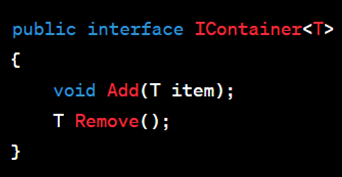 public interface IContainer<T>
{
    void Add(T item);
    T Remove();
}